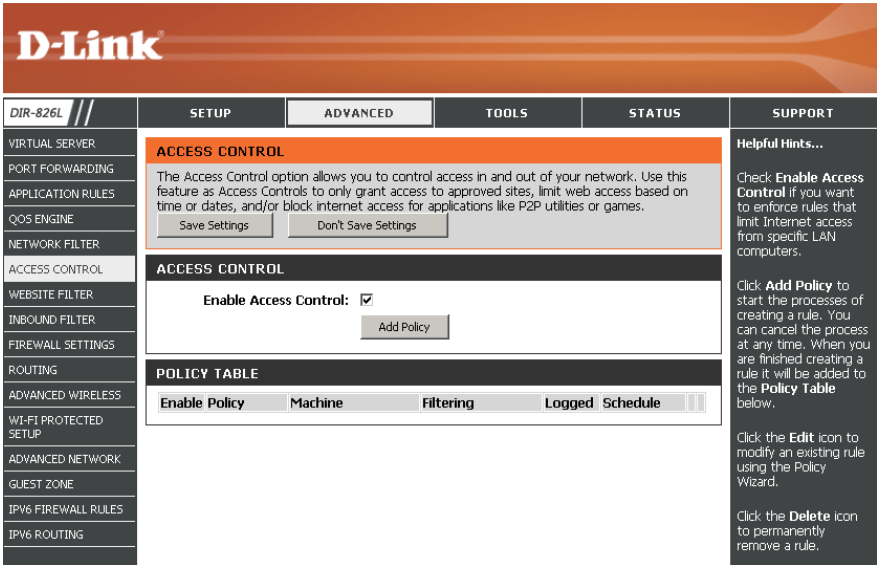 D-Link
DIR-826L
SETUP
ADVANCED
TOOLS
STATUS
SUPPORT
VIRTUAL SERVER
PORT FORWARDING
APPLICATION RULES
QOS ENGINE
NETWORK FILTER
ACCESS CONTROL
WEBSITE FILTER
INBOUND FILTER
FIREWALL SETTINGS
ROUTING
ADVANCED WIRELESS
WI-FI PROTECTED
SETUP
ADVANCED NETWORK
GUEST ZONE
IPV6 FIREWALL RULES
IPV6 ROUTING
ACCESS CONTROL
The Access Control option allows you to control access in and out of your network. Use this
feature as Access Controls to only grant access to approved sites, limit web access based on
time or dates, and/or block internet access for applications like P2P utilities or games.
Save Settings
Don't Save Settings
ACCESS CONTROL
Enable Access Control:
Add Policy
POLICY TABLE
Enable Policy Machine Filtering Logged Schedule
Helpful Hints...
Check Enable Access
Control if you want
to enforce rules that
limit Internet access
from specific LAN
computers.
Click Add Policy to
start the processes of
creating a rule. You
can cancel the process
at any time. When you
are finished creating a
rule it will be added to
the Policy Table
below.
Click the Edit icon to
modify an existing rule
using the Policy
Wizard.
Click the Delete icon
to permanently
remove a rule.